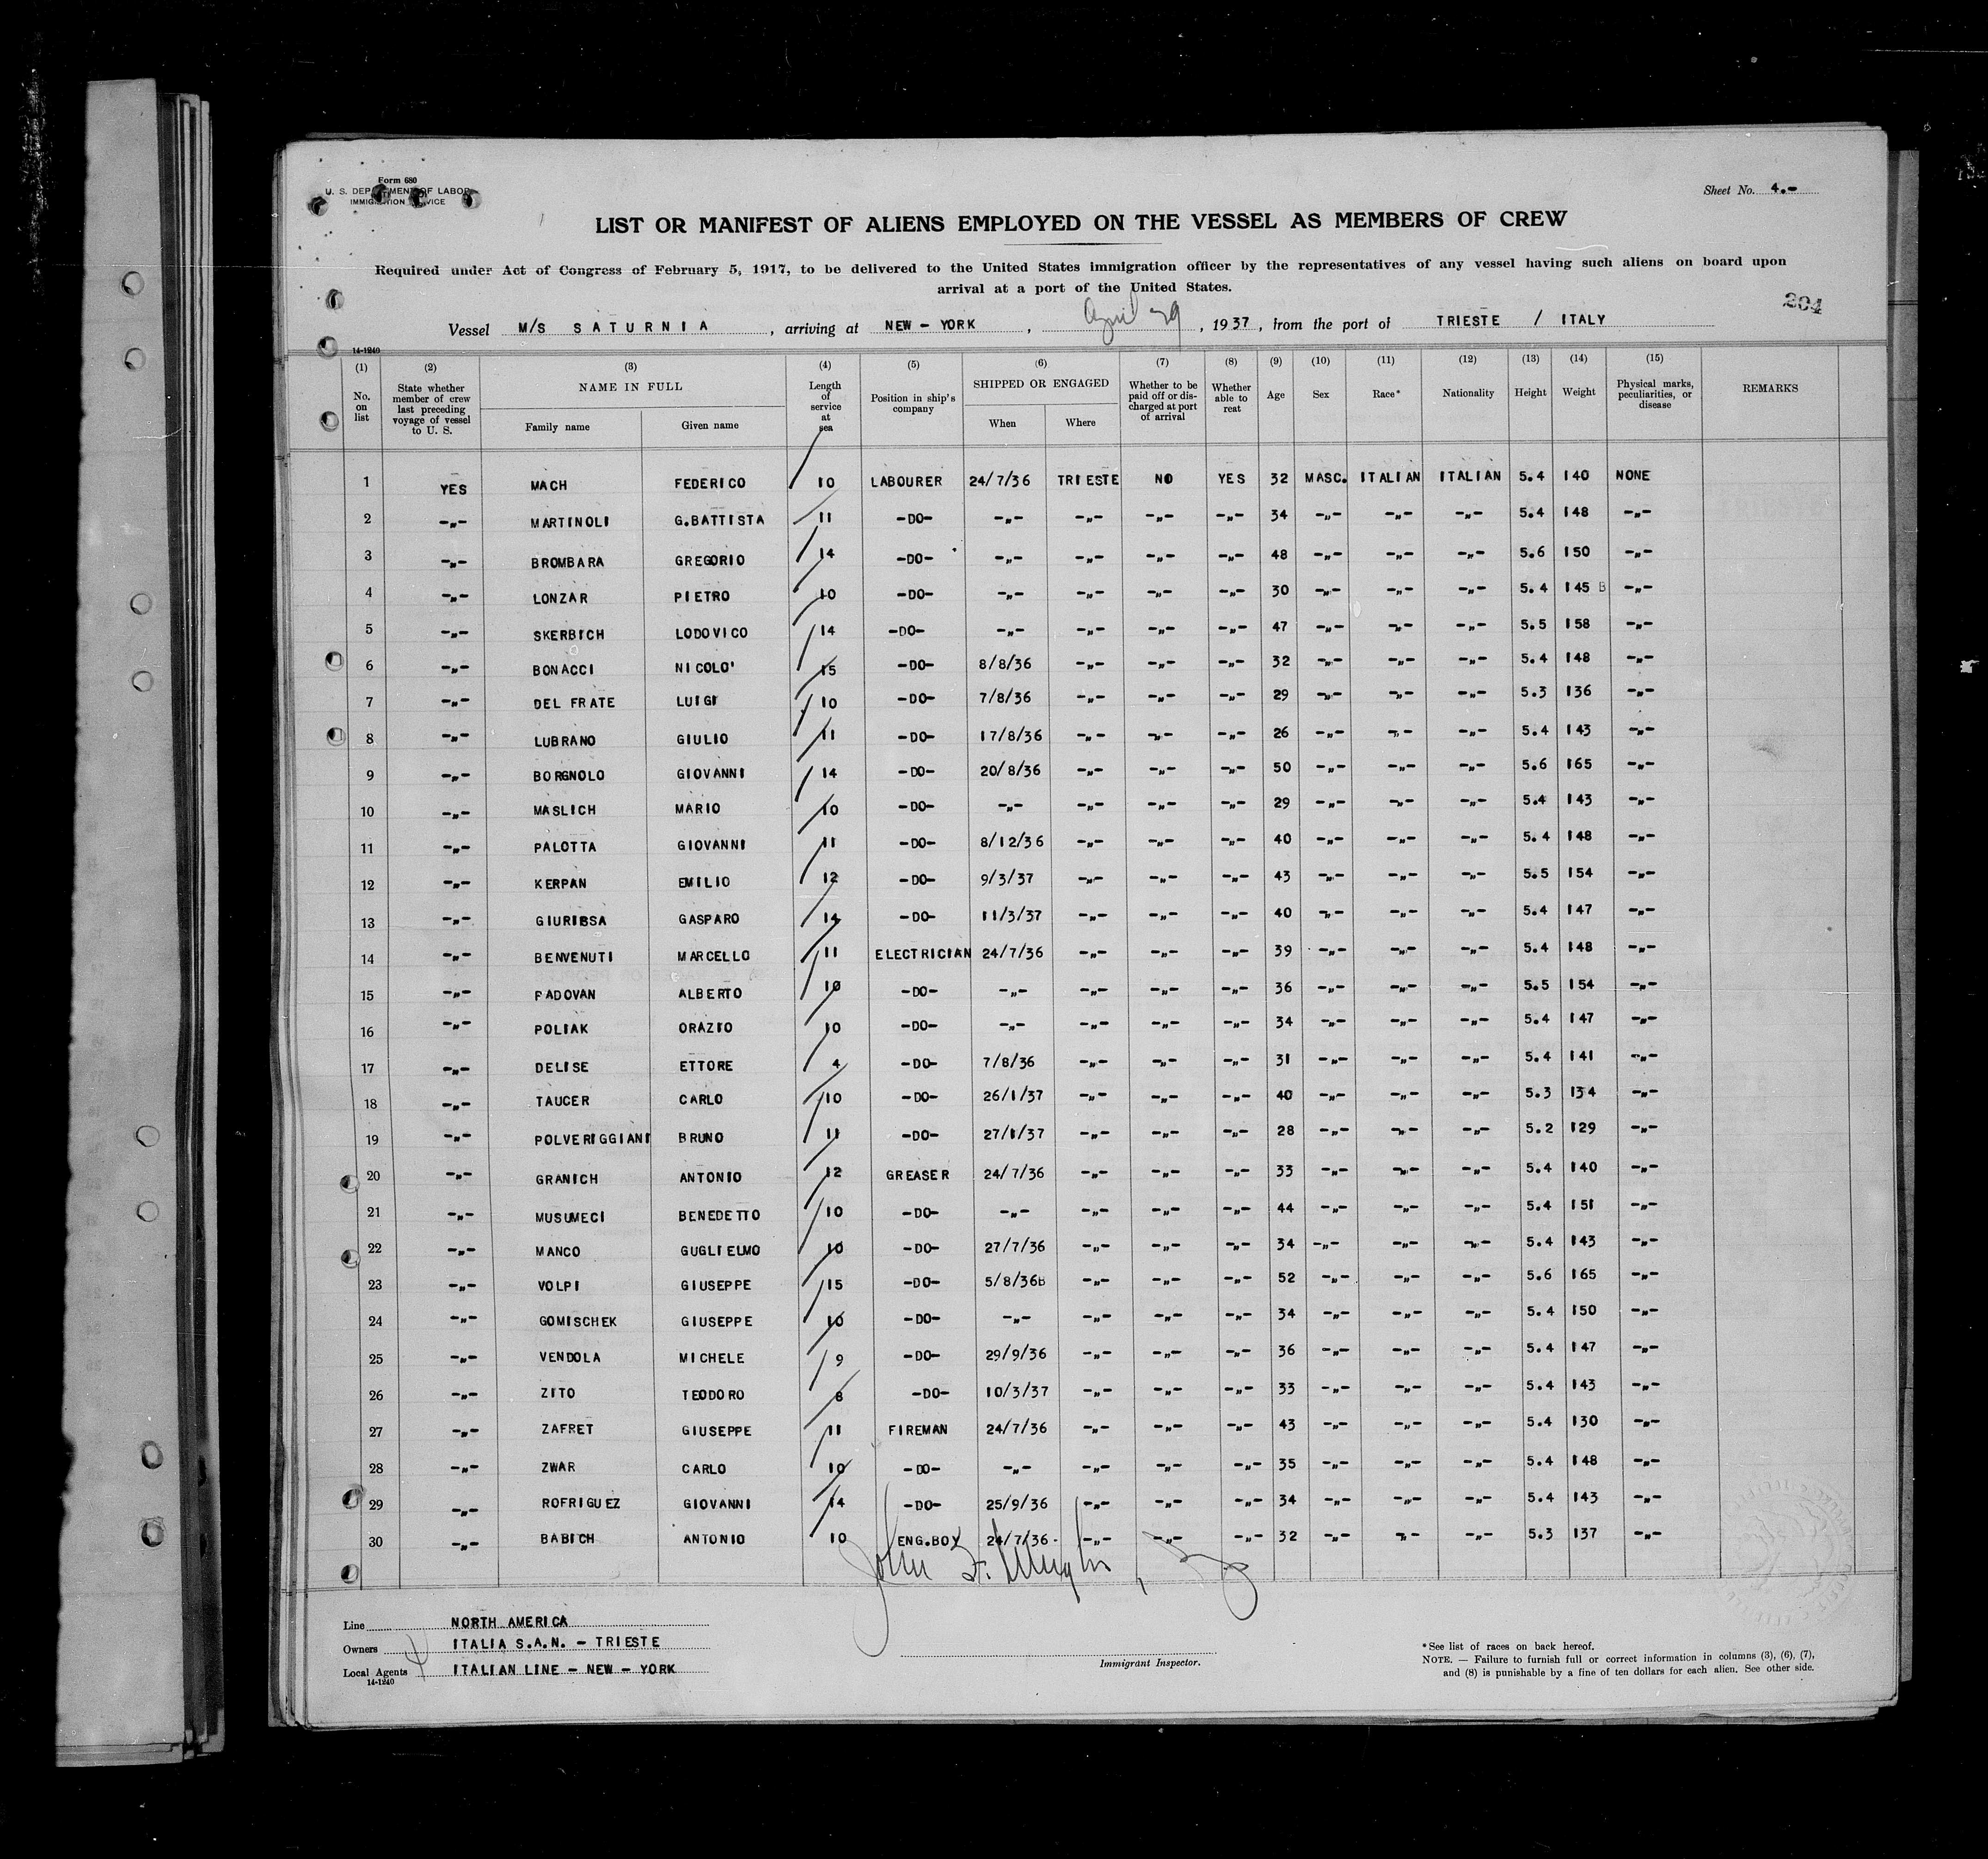 Form 680
U. S. DEPARTMENT OF LABOR
IMMIGRATION SERVICE
Sheet No. 4.-
LIST OR MANIFEST OF ALIENS EMPLOYED ON THE VESSEL AS MEMBERS OF CREW
Required under Act of Congress of February 5, 1917, to be delivered to the United States immigration officer by the representatives of any vessel having such aliens on board upon
arrival at a port of the United States.
204
Vessel M/S SATURNIA, arriving at NEW-YORK, April 29, 1937, from the port of TRIESTE / ITALY
14-1240
(1) (2) (3) (4) (5) (6) (7) (8) (9) (10) (11) (12) (13) (14) (15)
No. on list | State whether member of crew last preceding voyage of vessel to U. S. | NAME IN FULL | Length of service at sea | Position in ship's company | SHIPPED OR ENGAGED | Whether to be paid off or discharged at port of arrival | Whether able to reat | Age | Sex | Race* | Nationality | Height | Weight | Physical marks, peculiarities, or disease | REMARKS
Family name | Given name | When | Where
1 YES MACH FEDERICO 10 LABOURER 24/7/36 TRIESTE NO YES 32 MASC. ITALIAN ITALIAN 5.4 140 NONE
2 -"- MARTINOLI G.BATTISTA 11 -DO- -"- -"- -"- -"- 34 -"- -"- -"- 5.4 148 -"-
3 -"- BROMBARA GREGORIO 14 -DO- -"- -"- -"- -"- 48 -"- -"- -"- 5.6 150 -"-
4 -"- LONZAR PIETRO 10 -DO- -"- -"- -"- -"- 30 -"- -"- -"- 5.4 145 B -"-
5 -"- SKERBICH LODOVICO 14 -DO- -"- -"- -"- -"- 47 -"- -"- -"- 5.5 158 -"-
6 -"- BONACCI NICOLO' 15 -DO- 8/8/36 -"- -"- -"- 32 -"- -"- -"- 5.4 148 -"-
7 -"- DEL FRATE LUIGI 10 -DO- 7/8/36 -"- -"- -"- 29 -"- -"- -"- 5.3 136 -"-
8 -"- LUBRANO GIULIO 11 -DO- 17/8/36 -"- -"- -"- 26 -"- -"- -"- 5.4 143 -"-
9 -"- BORGNOLO GIOVANNI 14 -DO- 20/8/36 -"- -"- -"- 50 -"- -"- -"- 5.6 165 -"-
10 -"- MASLICH MARIO 10 -DO- -"- -"- -"- -"- 29 -"- -"- -"- 5.4 143 -"-
11 -"- PALOTTA GIOVANNI 11 -DO- 8/12/36 -"- -"- -"- 40 -"- -"- -"- 5.4 148 -"-
12 -"- KERPAN EMILIO 12 -DO- 9/3/37 -"- -"- -"- 43 -"- -"- -"- 5.5 154 -"-
13 -"- GIURISSA GASPARO 14 -DO- 11/3/37 -"- -"- -"- 40 -"- -"- -"- 5.4 147 -"-
14 -"- BENVENUTI MARCELLO 11 ELECTRICIAN 24/7/36 -"- -"- -"- 39 -"- -"- -"- 5.4 148 -"-
15 -"- PADOVAN ALBERTO 10 -DO- -"- -"- -"- -"- 36 -"- -"- -"- 5.5 154 -"-
16 -"- POLIAK ORAZIO 10 -DO- -"- -"- -"- -"- 34 -"- -"- -"- 5.4 147 -"-
17 -"- DELISE ETTORE 4 -DO- 7/8/36 -"- -"- -"- 31 -"- -"- -"- 5.4 141 -"-
18 -"- TAUCER CARLO 10 -DO- 26/1/37 -"- -"- -"- 40 -"- -"- -"- 5.3 134 -"-
19 -"- POLVERIGGIANI BRUNO 11 -DO- 27/1/37 -"- -"- -"- 28 -"- -"- -"- 5.2 129 -"-
20 -"- GRANICH ANTONIO 12 GREASER 24/7/36 -"- -"- -"- 33 -"- -"- -"- 5.4 140 -"-
21 -"- MUSUMECI BENEDETTO 10 -DO- -"- -"- -"- -"- 44 -"- -"- -"- 5.4 151 -"-
22 -"- MANCO GUGLIELMO 10 -DO- 27/7/36 -"- -"- -"- 34 -"- -"- -"- 5.4 143 -"-
23 -"- VOLPI GIUSEPPE 15 -DO- 5/8/36B -"- -"- -"- 52 -"- -"- -"- 5.6 165 -"-
24 -"- GOMISCHEK GIUSEPPE 10 -DO- -"- -"- -"- -"- 34 -"- -"- -"- 5.4 150 -"-
25 -"- VENDOLA MICHELE 9 -DO- 29/9/36 -"- -"- -"- 36 -"- -"- -"- 5.4 147 -"-
26 -"- ZITO TEODORO 8 -DO- 10/3/37 -"- -"- -"- 33 -"- -"- -"- 5.4 143 -"-
27 -"- ZAFRET GIUSEPPE 11 FIREMAN 24/7/36 -"- -"- -"- 43 -"- -"- -"- 5.4 130 -"-
28 -"- ZWAR CARLO 10 -DO- -"- -"- -"- -"- 35 -"- -"- -"- 5.4 148 -"-
29 -"- ROFRIGUEZ GIOVANNI 14 -DO- 25/9/36 -"- -"- -"- 34 -"- -"- -"- 5.4 143 -"-
30 -"- BABICH ANTONIO 10 ENG.BOY 24/7/36- -"- -"- -"- 32 -"- -"- -"- 5.3 137 -"-
John F.
Line NORTH AMERICA
Owners ITALIA S.A.N. - TRIESTE
Local Agents ITALIAN LINE - NEW - YORK
14-1240
Immigrant Inspector.
*See list of races on back hereof.
NOTE. — Failure to furnish full or correct information in columns (3), (6), (7),
and (8) is punishable by a fine of ten dollars for each alien. See other side.